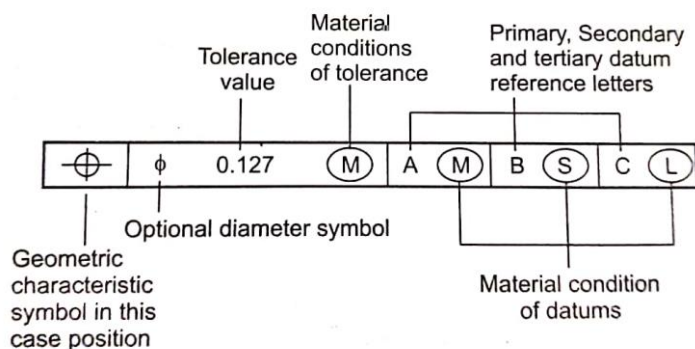 Material
conditions
of tolerance
Primary, Secondary
and tertiary datum
reference letters
Tolerance
value
ϕ 0.127 M A M B S C L
Optional diameter symbol
Geometric
characteristic
symbol in this
case position
Material condition
of datums